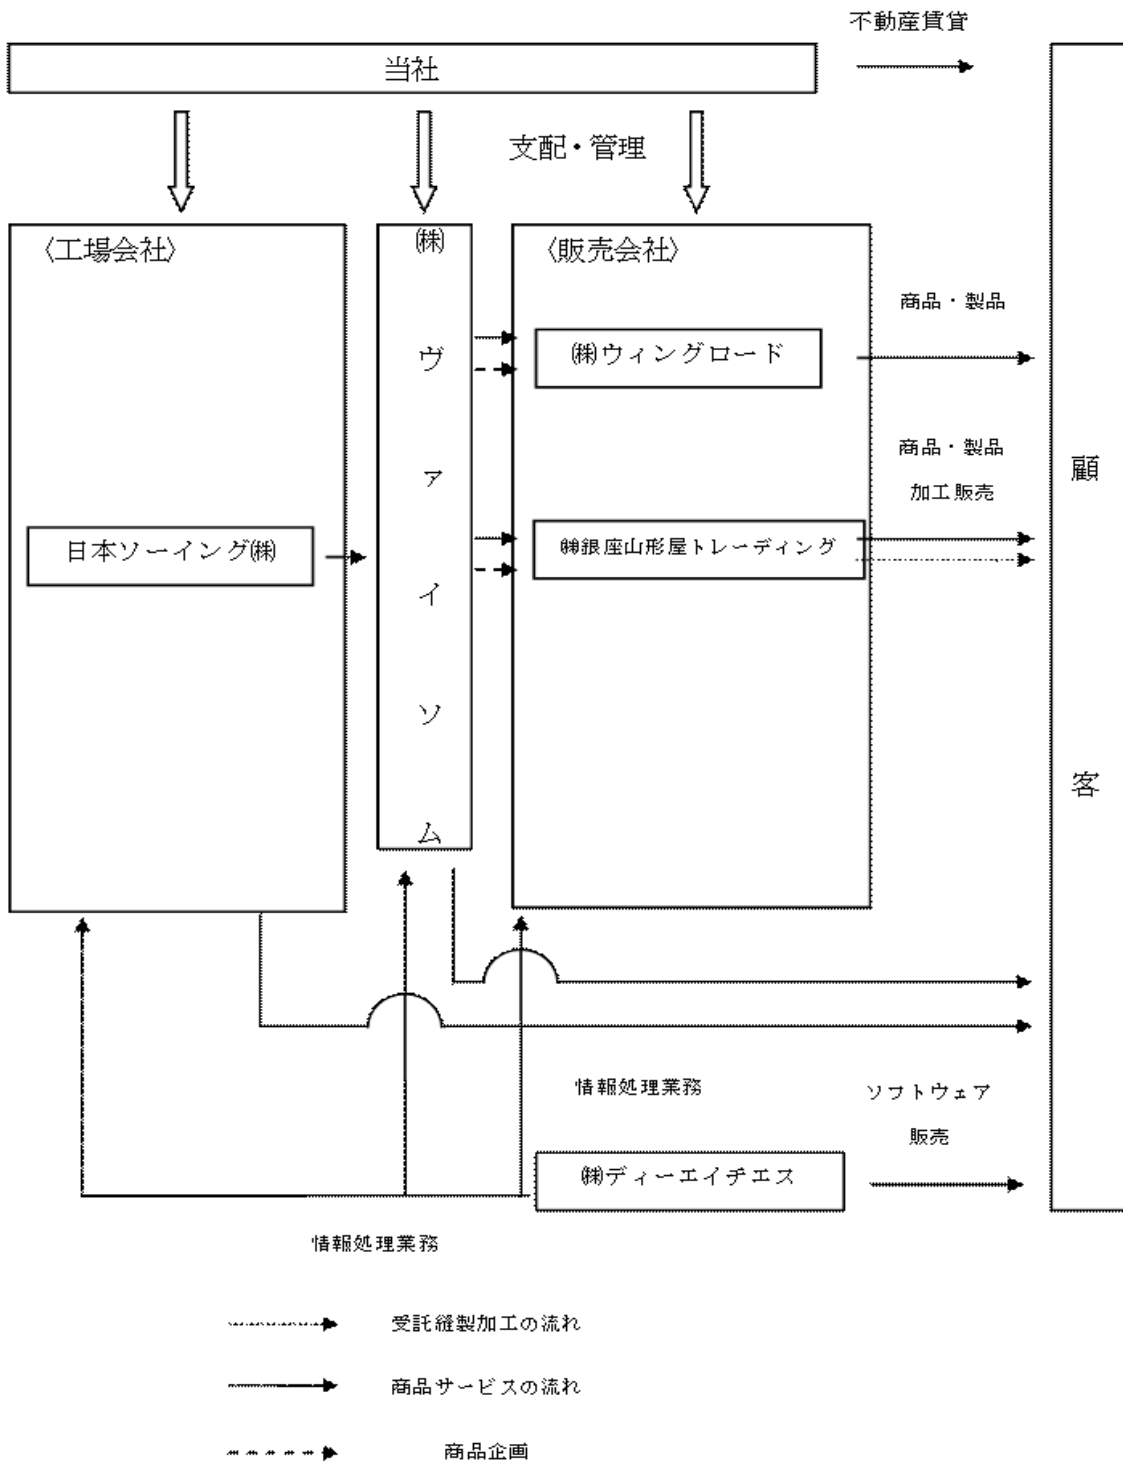 不動産賃貸
当社
支配・管理
〈工場会社〉
㈱ヴァイソム
〈販売会社〉
商品・製品
㈱ウィングロード
商品・製品
加工販売
日本ソーイング㈱
㈱銀座山形屋トレーディング
顧客
情報処理業務
ソフトウェア
販売
㈱ディーエイチエス
情報処理業務
受託縫製加工の流れ
商品サービスの流れ
商品企画